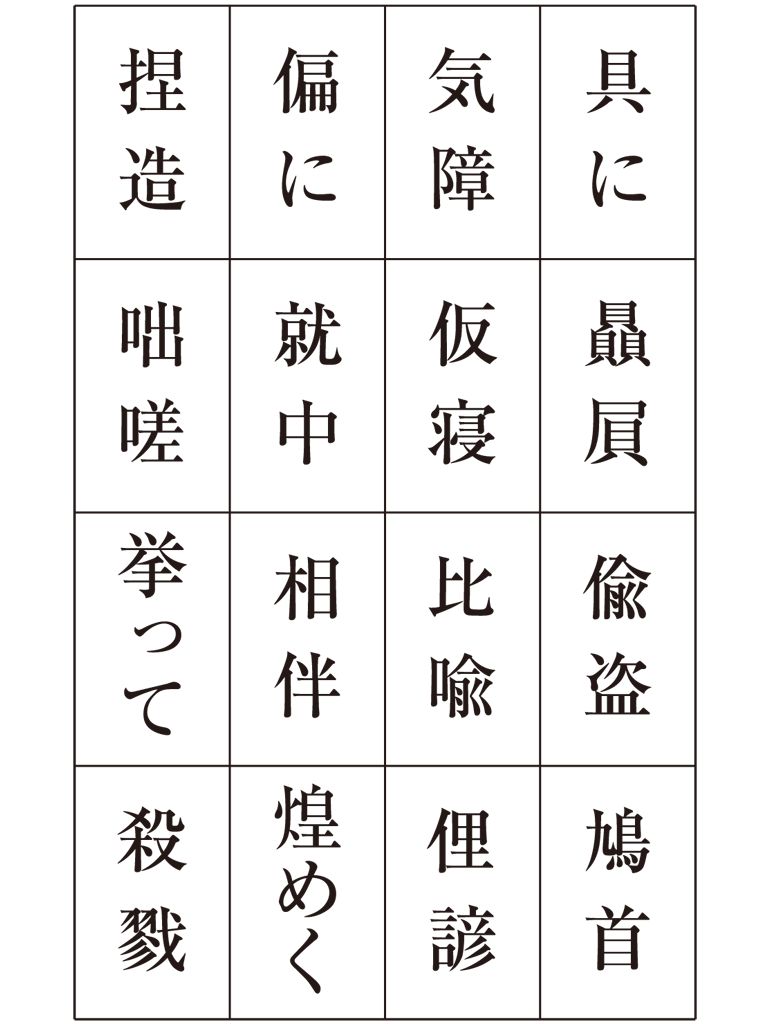 具に
贔屓
偸盗
鳩首
気障
仮寝
比喩
俚諺
偏に
就中
相伴
煌めく
捏造
咄嗟
挙って
殺戮